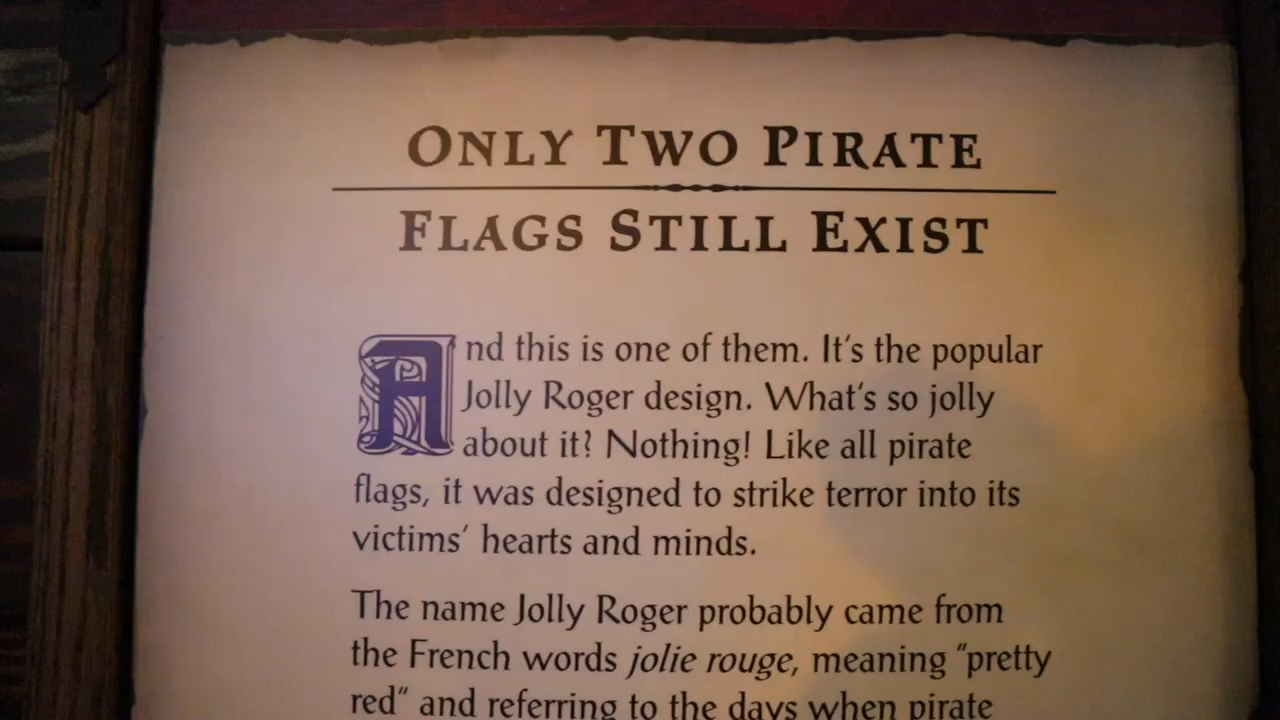 ONLY TWO PIRATE
FLAGS STILL EXIST
And this is one of them. It's the popular
Jolly Roger design. What's so jolly
about it? Nothing! Like all pirate
flags, it was designed to strike terror into its
victims' hearts and minds.
The name Jolly Roger probably came from
the French words jolie rouge, meaning "pretty
red" and referring to the days when pirate